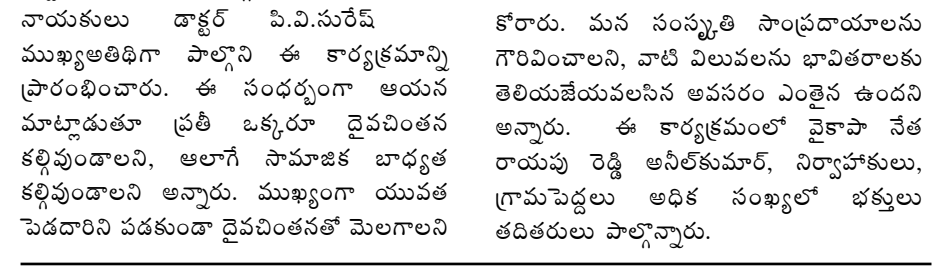 నాయకులు డాక్టర్ పి.వి.సురేష్
ముఖ్యఅతిథిగా పాల్గొని ఈ కార్యక్రమాన్ని
ప్రారంభించారు. ఈ సంధర్భంగా ఆయన
మాట్లాడుతూ ప్రతీ ఒక్కరూ దైవచింతన
కల్గివుండాలని, ఆలాగే సామాజిక బాధ్యత
కల్గివుండాలని అన్నారు. ముఖ్యంగా యువత
పెడదారిని పడకుండా దైవచింతనతో మెలగాలని
కోరారు. మన సంస్కృతి సాంప్రదాయాలను
గౌరివించాలని, వాటి విలువలను భావితరాలకు
తెలియజేయవలసిన అవసరం ఎంతైన ఉందని
అన్నారు. ఈ కార్యక్రమంలో వైకాపా నేత
రాయపు రెడ్డి అనీల్‌కుమార్, నిర్వాహకులు,
గ్రామపెద్దలు అధిక సంఖ్యలో భక్తులు
తదితరులు పాల్గొన్నారు.